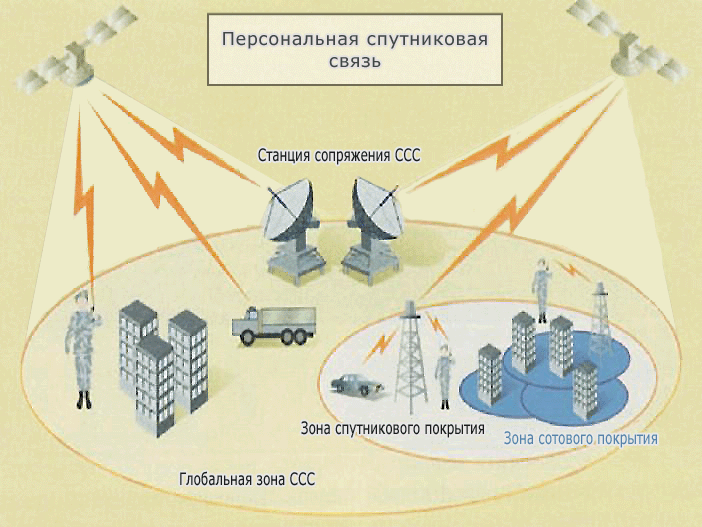 Персональная спутниковая
связь
Станция сопряжения ССС
Зона спутникового покрытия
Зона сотового покрытия
Глобальная зона ССС